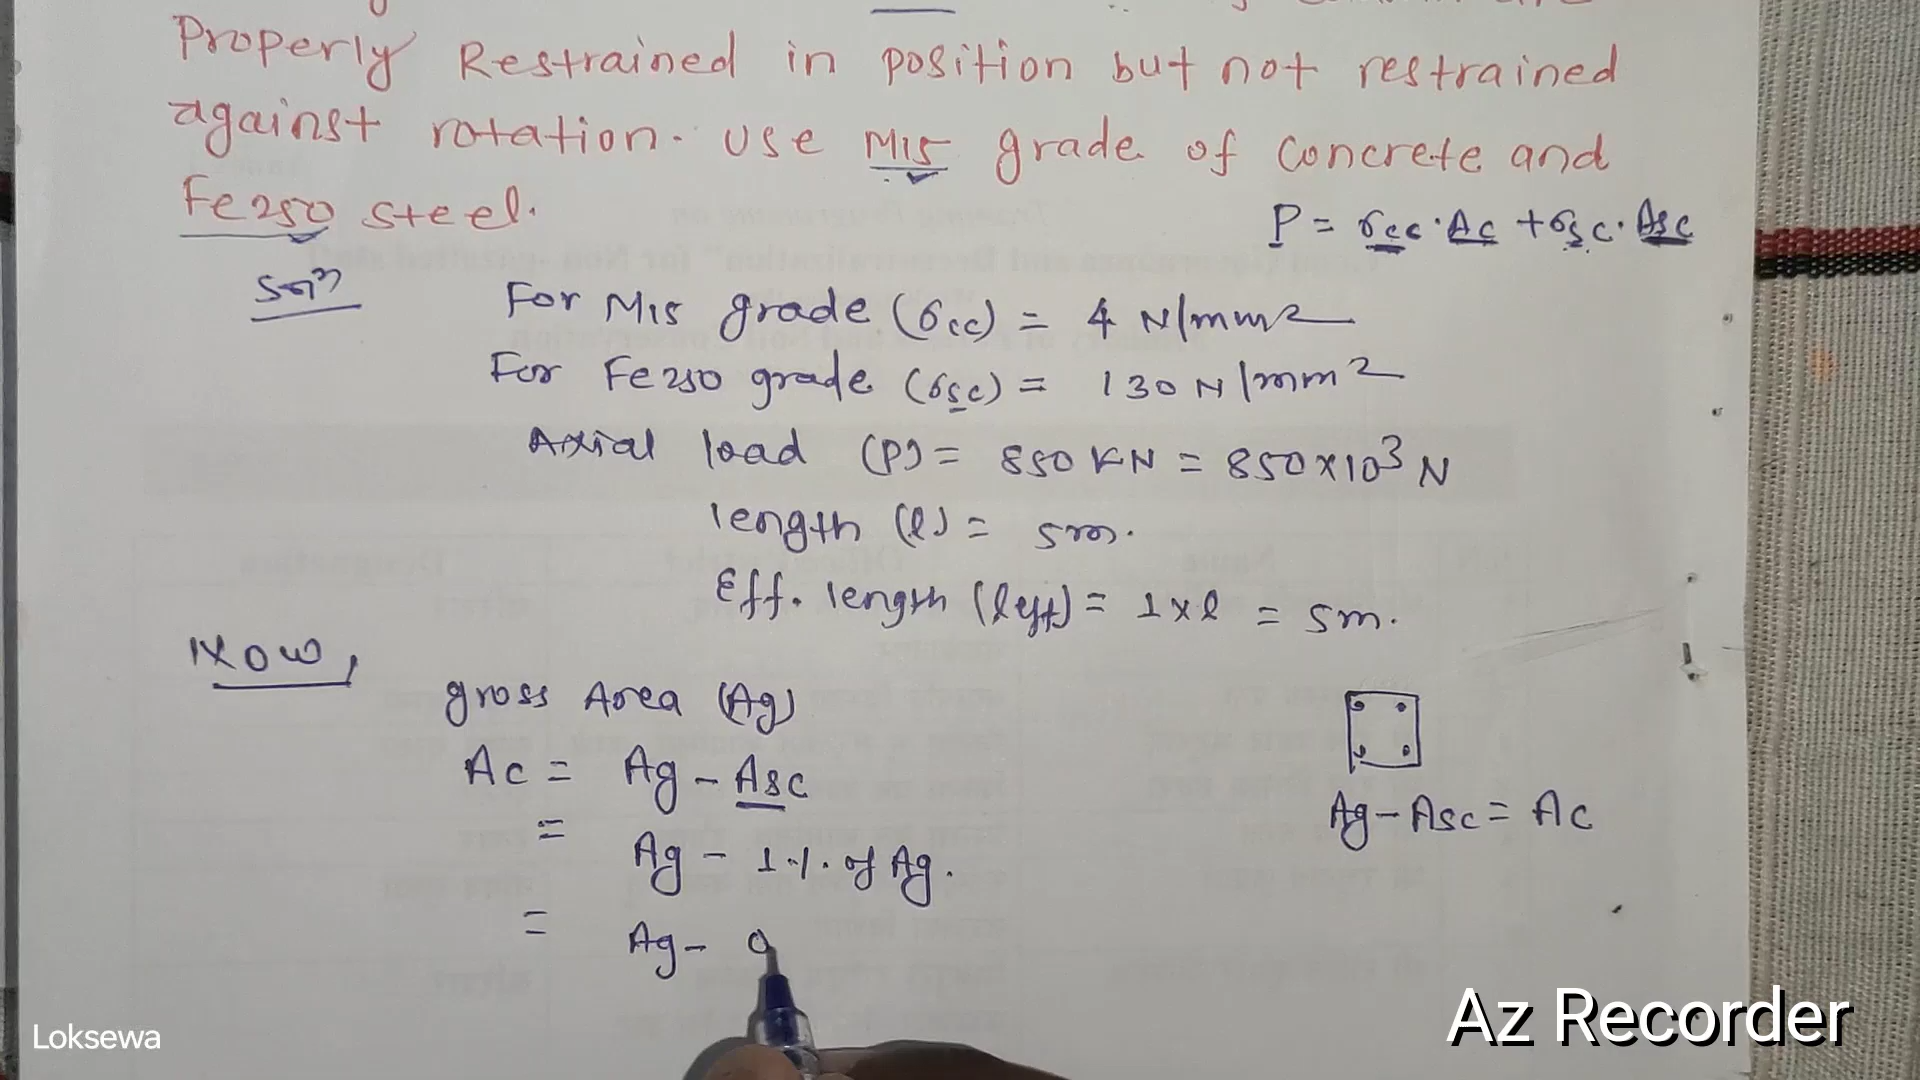 Properly Restrained in position but not restrained
against rotation. Use M15 grade of concrete and
Fe250 steel.
P = σcc·Ac + σsc·Asc
Solⁿ
For M15 grade (σcc) = 4 N/mm²
For Fe250 grade (σsc) = 130 N/mm²
Axial load (P) = 850 KN = 850×10³ N
length (l) = 5m.
Eff. length (leff) = 1×l = 5m.
Now,
gross Area (Ag)
Ac = Ag - Asc
= Ag - 1% of Ag.
= Ag - 0
Ag - Asc = Ac
Loksewa
Az Recorder